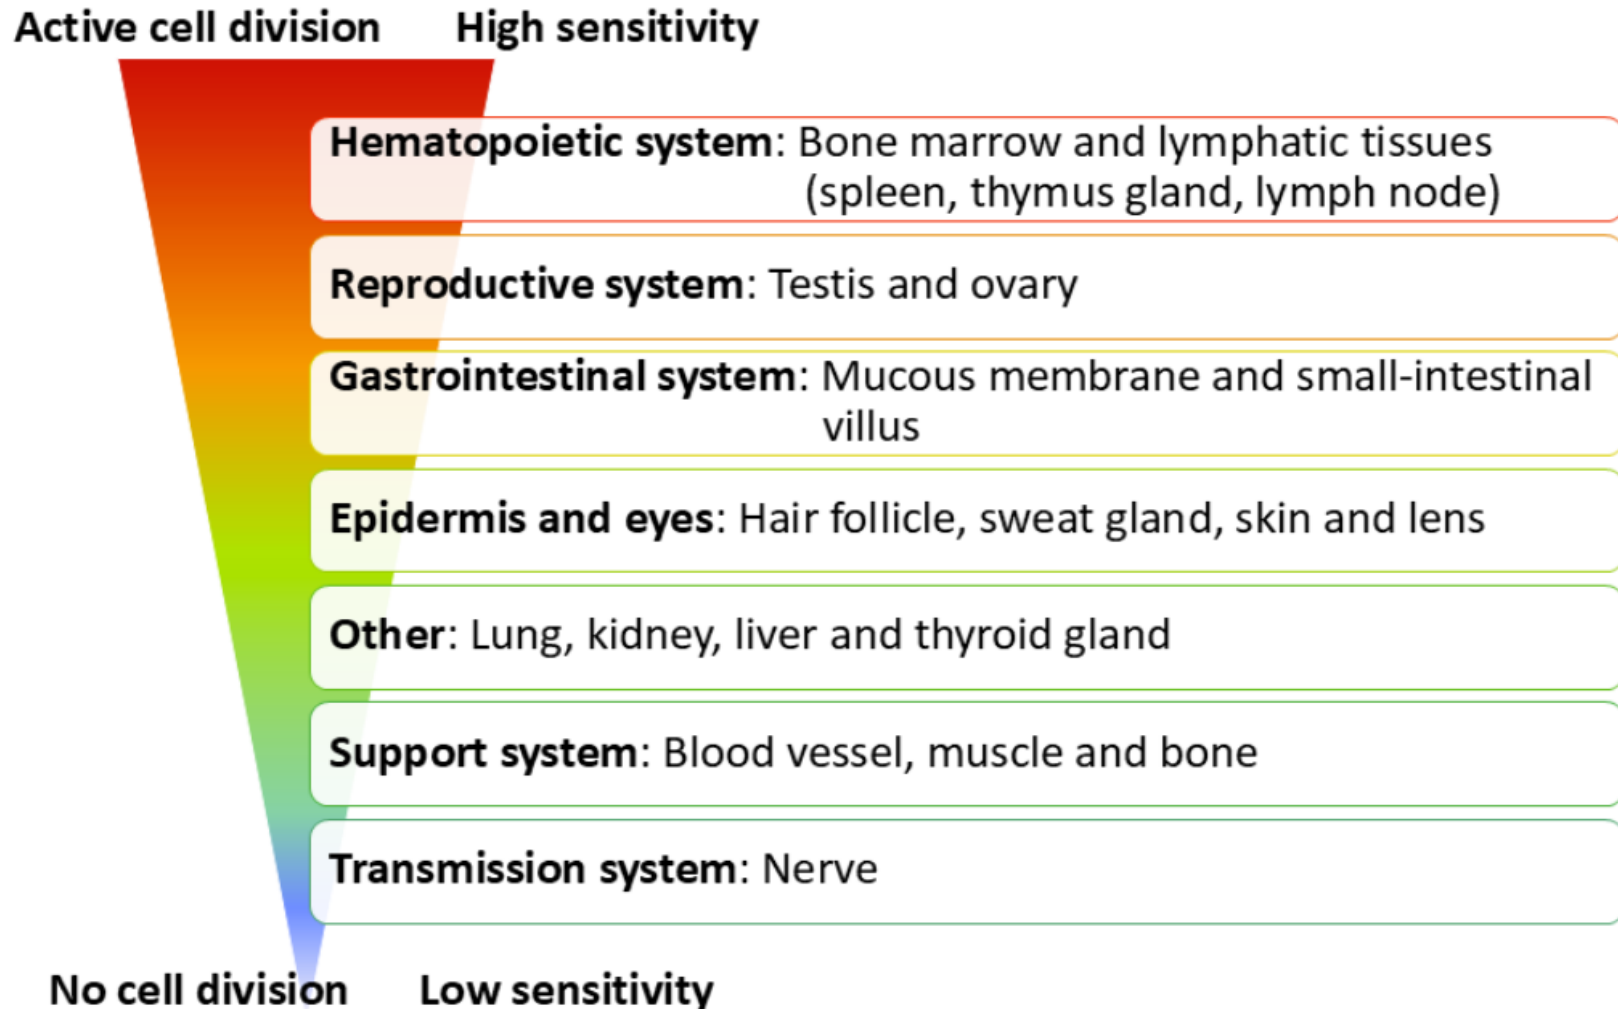 Active cell division High sensitivity
Hematopoietic system: Bone marrow and lymphatic tissues
(spleen, thymus gland, lymph node)
Reproductive system: Testis and ovary
Gastrointestinal system: Mucous membrane and small-intestinal
villus
Epidermis and eyes: Hair follicle, sweat gland, skin and lens
Other: Lung, kidney, liver and thyroid gland
Support system: Blood vessel, muscle and bone
Transmission system: Nerve
No cell division Low sensitivity